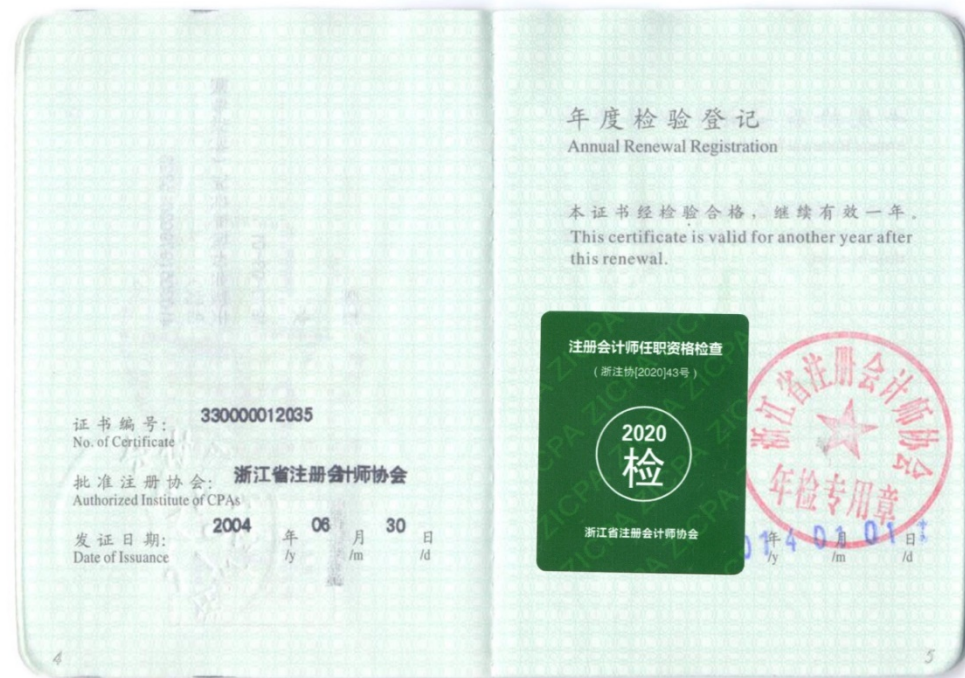 证书编号: 330000012035
No. of Certificate
批准注册协会: 浙江省注册会计师协会
Authorized Institute of CPAs
发证日期: 2004 年 06 月 30 日
Date of Issuance /y /m /d
4
年度检验登记
Annual Renewal Registration
本证书经检验合格，继续有效一年。
This certificate is valid for another year after
this renewal.
注册会计师任职资格检查
(浙注协[2020]43号)
2020
检
浙江省注册会计师协会
ZICPA
浙江省注册会计师协会
年检专用章
014 年 01 月 01 日
/y /m /d
5